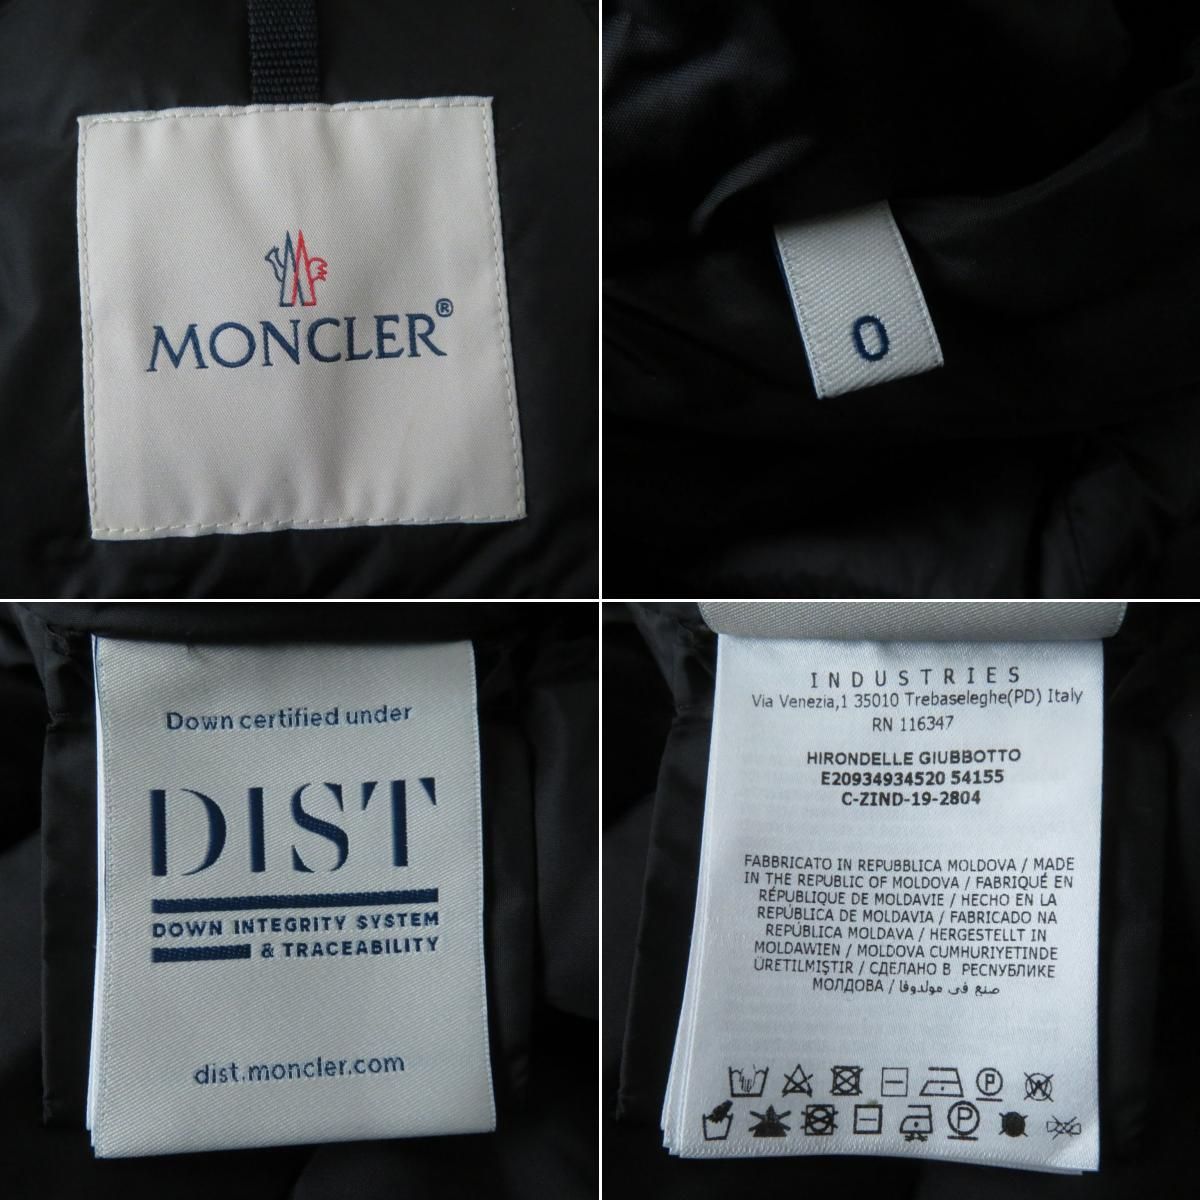 MONCLER®
0
Down certified under
DIST
DOWN INTEGRITY SYSTEM
& TRACEABILITY
dist.moncler.com
INDUSTRIES
Via Venezia,1 35010 Trebaseleghe(PD) Italy
RN 116347
HIRONDELLE GIUBBOTTO
E20934934520 54155
C-ZIND-19-2804
FABBRICATO IN REPUBBLICA MOLDOVA / MADE
IN THE REPUBLIC OF MOLDOVA / FABRIQUÉ EN
RÉPUBLIQUE DE MOLDAVIE / HECHO EN LA
REPÚBLICA DE MOLDAVIA / FABRICADO NA
REPÚBLICA MOLDAVA / HERGESTELLT IN
MOLDAWIEN / MOLDOVA CUMHURIYETINDE
ÜRETILMIŞTIR / СДЕЛАНО В РЕСПУБЛИКЕ
МОЛДОВА / صنع في مولدوفا
P W
P